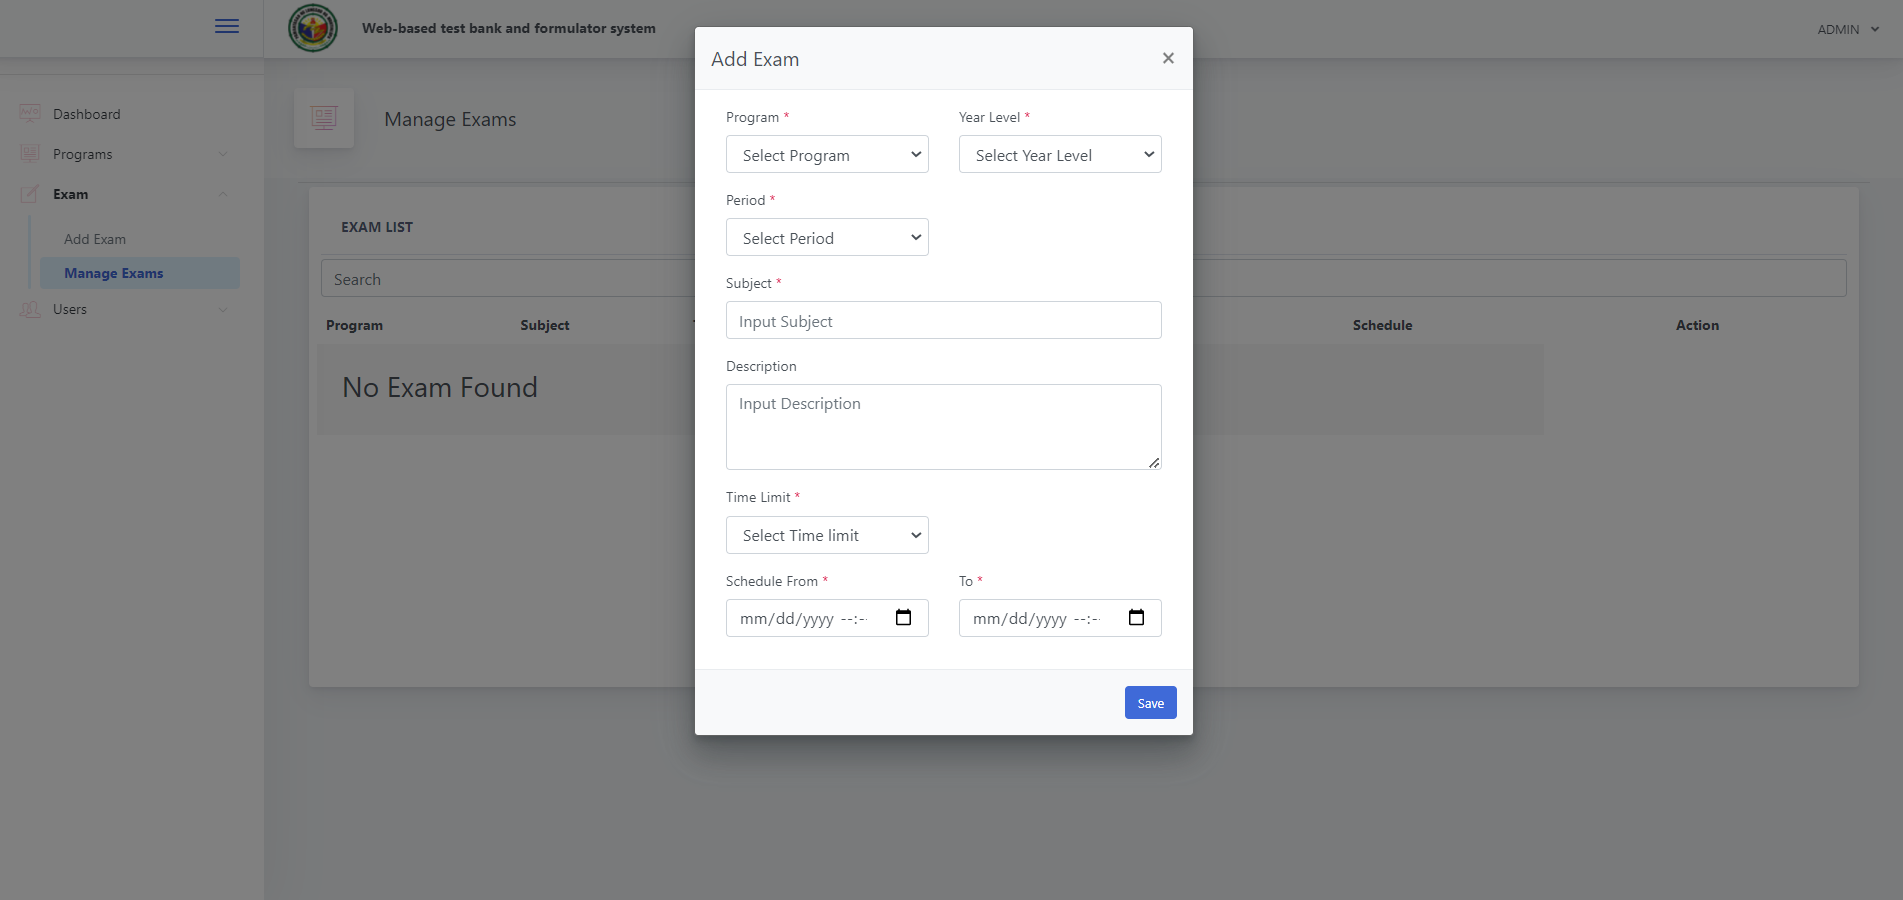 Web-based test bank and formulator system
ADMIN
Dashboard
Programs
Exam
Add Exam
Manage Exams
Users
Manage Exams
EXAM LIST
Search
Program Subject Schedule Action
No Exam Found
Add Exam ×
Program * Year Level *
Select Program Select Year Level
Period *
Select Period
Subject *
Input Subject
Description
Input Description
Time Limit *
Select Time limit
Schedule From * To *
mm/dd/yyyy --:-- mm/dd/yyyy --:--
Save